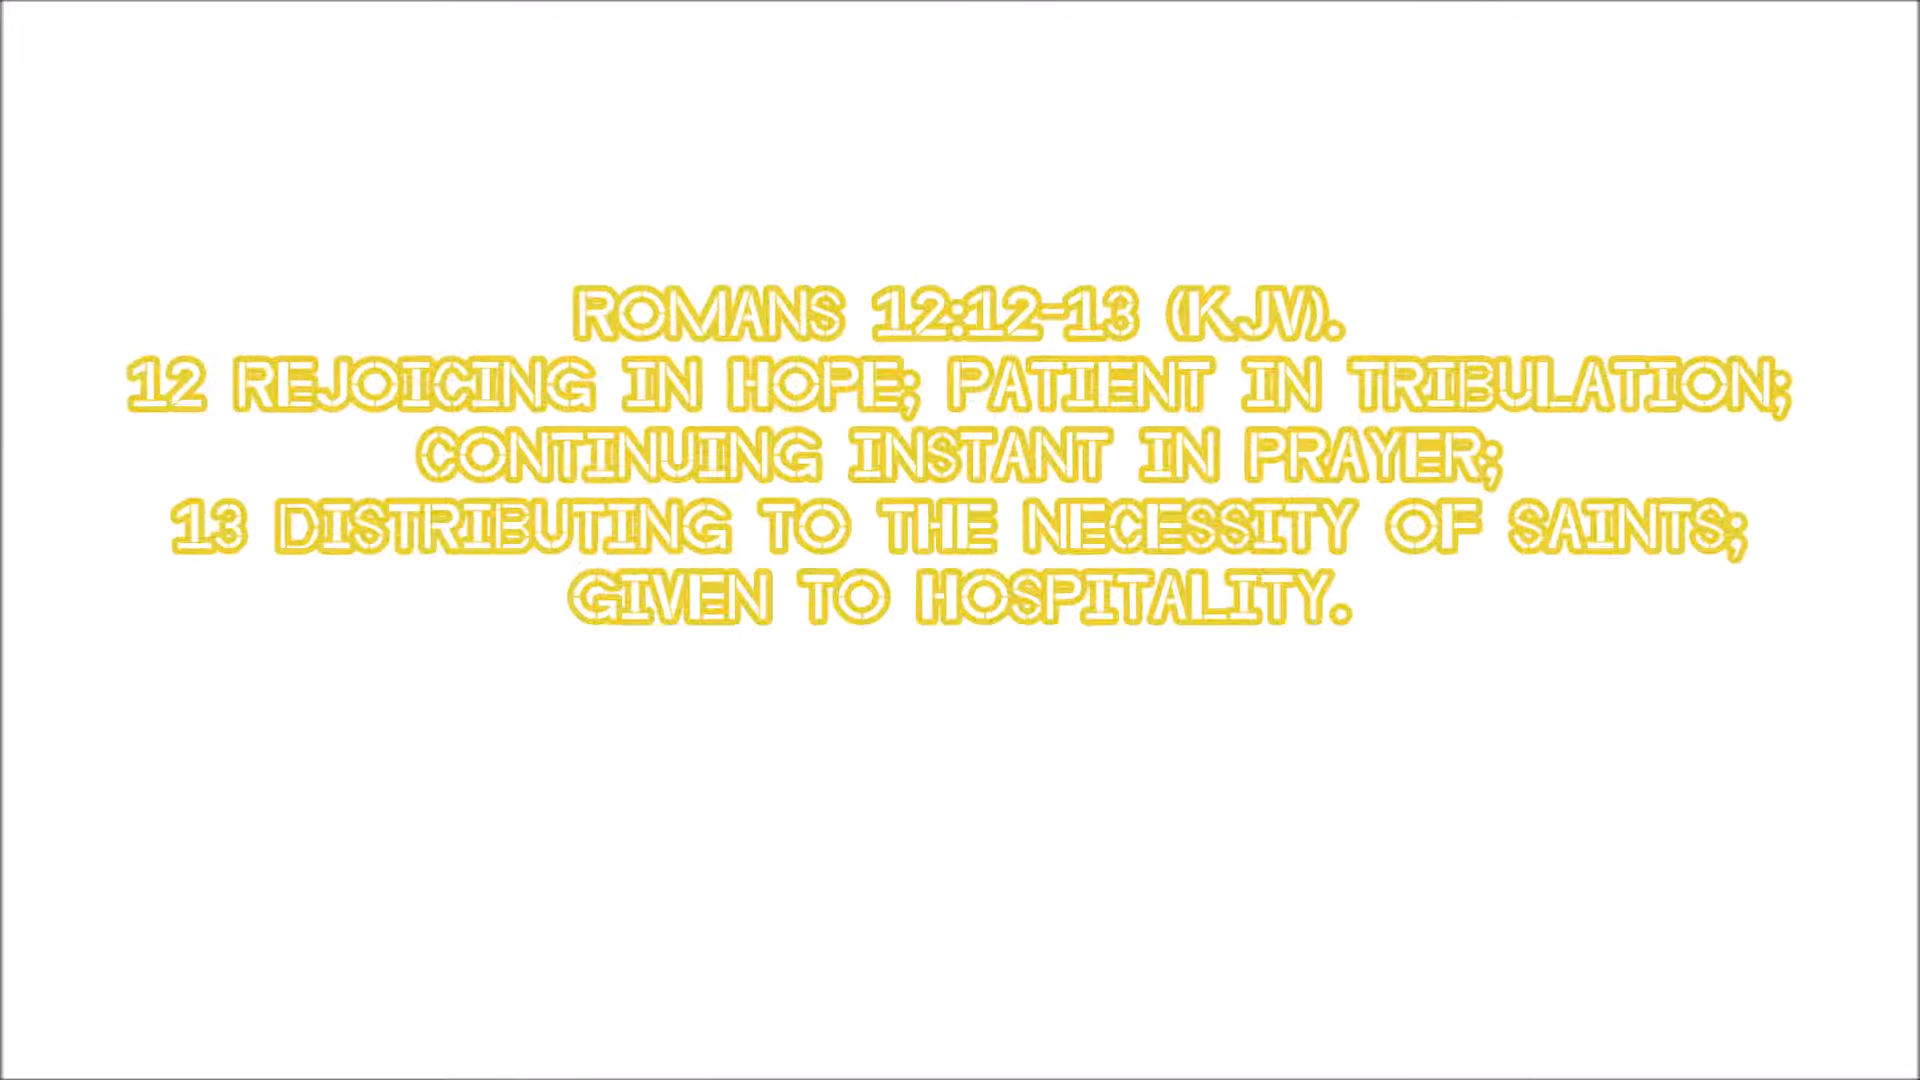 ROMANS 12:12-13 (KJV).
12 REJOICING IN HOPE; PATIENT IN TRIBULATION;
CONTINUING INSTANT IN PRAYER;
13 DISTRIBUTING TO THE NECESSITY OF SAINTS;
GIVEN TO HOSPITALITY.